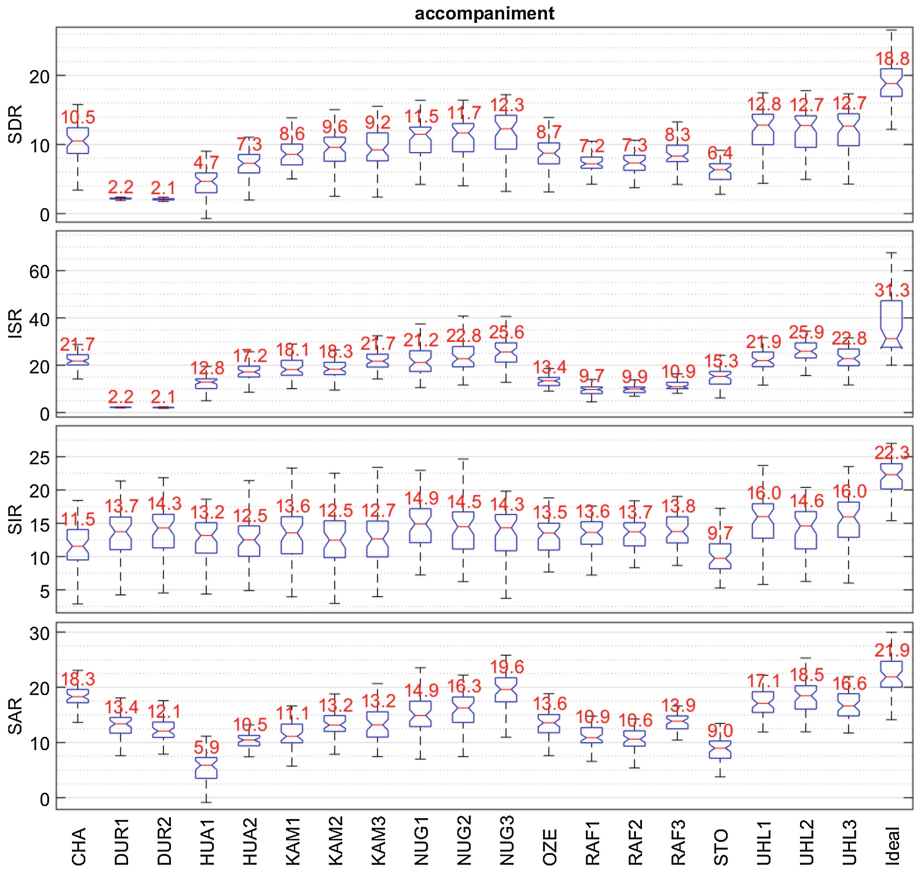 accompaniment
SDR
20
10
0
10.5 2.2 2.1 4.7 7.3 8.6 9.6 9.2 11.5 11.7 12.3 8.7 7.2 7.3 8.3 6.4 12.8 12.7 12.7 18.8
ISR
60
40
20
0
21.7 2.2 2.1 12.8 17.2 18.1 18.3 21.7 21.2 22.8 25.6 13.4 9.7 9.9 10.9 15.3 21.9 25.9 22.8 31.3
SIR
25
20
15
10
5
11.5 13.7 14.3 13.2 12.5 13.6 12.5 12.7 14.9 14.5 14.3 13.5 13.6 13.7 13.8 9.7 16.0 14.6 16.0 22.3
SAR
30
20
10
0
18.3 13.4 12.1 5.9 10.5 11.1 13.2 13.2 14.9 16.3 19.6 13.6 10.9 10.6 13.9 9.0 17.1 18.5 16.6 21.9
CHA DUR1 DUR2 HUA1 HUA2 KAM1 KAM2 KAM3 NUG1 NUG2 NUG3 OZE RAF1 RAF2 RAF3 STO UHL1 UHL2 UHL3 Ideal